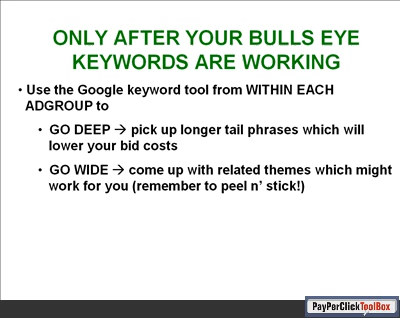 ONLY AFTER YOUR BULLS EYE
KEYWORDS ARE WORKING
• Use the Google keyword tool from WITHIN EACH
ADGROUP to
• GO DEEP → pick up longer tail phrases which will
lower your bid costs
• GO WIDE → come up with related themes which might
work for you (remember to peel n’ stick!)
PayPerClickToolBox